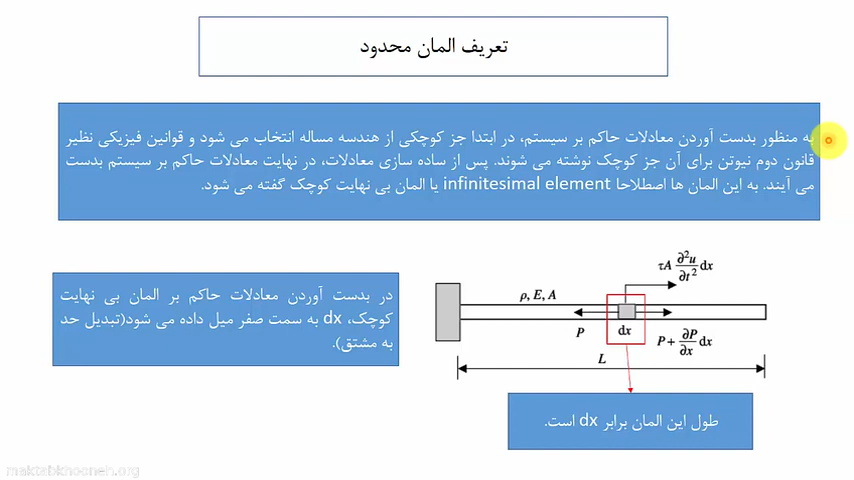 تعریف المان محدود
به منظور بدست آوردن معادلات حاکم بر سیستم، در ابتدا جز کوچکی از هندسه مساله انتخاب می شود و قوانین فیزیکی نظیر
قانون دوم نیوتن برای آن جز کوچک نوشته می شوند. پس از ساده سازی معادلات، در نهایت معادلات حاکم بر سیستم بدست
می آیند. به این المان ها اصطلاحا infinitesimal element یا المان بی نهایت کوچک گفته می شود.
در بدست آوردن معادلات حاکم بر المان بی نهایت
کوچک، dx به سمت صفر میل داده می شود(تبدیل حد
به مشتق).
τA ∂²u/∂t² dx
ρ, E, A
P
dx
P + ∂P/∂x dx
L
طول این المان برابر dx است.
maktabkhooneh.org